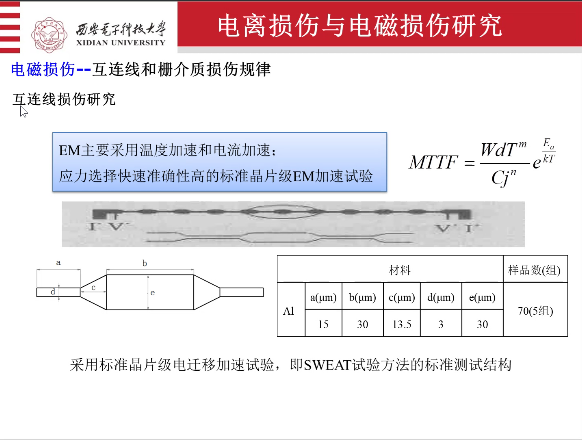 西安电子科技大学
XIDIAN UNIVERSITY
电离损伤与电磁损伤研究
电磁损伤--互连线和栅介质损伤规律
互连线损伤研究
EM主要采用温度加速和电流加速：
应力选择快速准确性高的标准晶片级EM加速试验
MTTF = WdT^m / Cj^n e^(E_a / kT)
I⁻ V⁻ V⁺ I⁺
a b c d e
材料 样品数(组)
Al a(μm) b(μm) c(μm) d(μm) e(μm) 70(5组)
15 30 13.5 3 30
采用标准晶片级电迁移加速试验，即SWEAT试验方法的标准测试结构